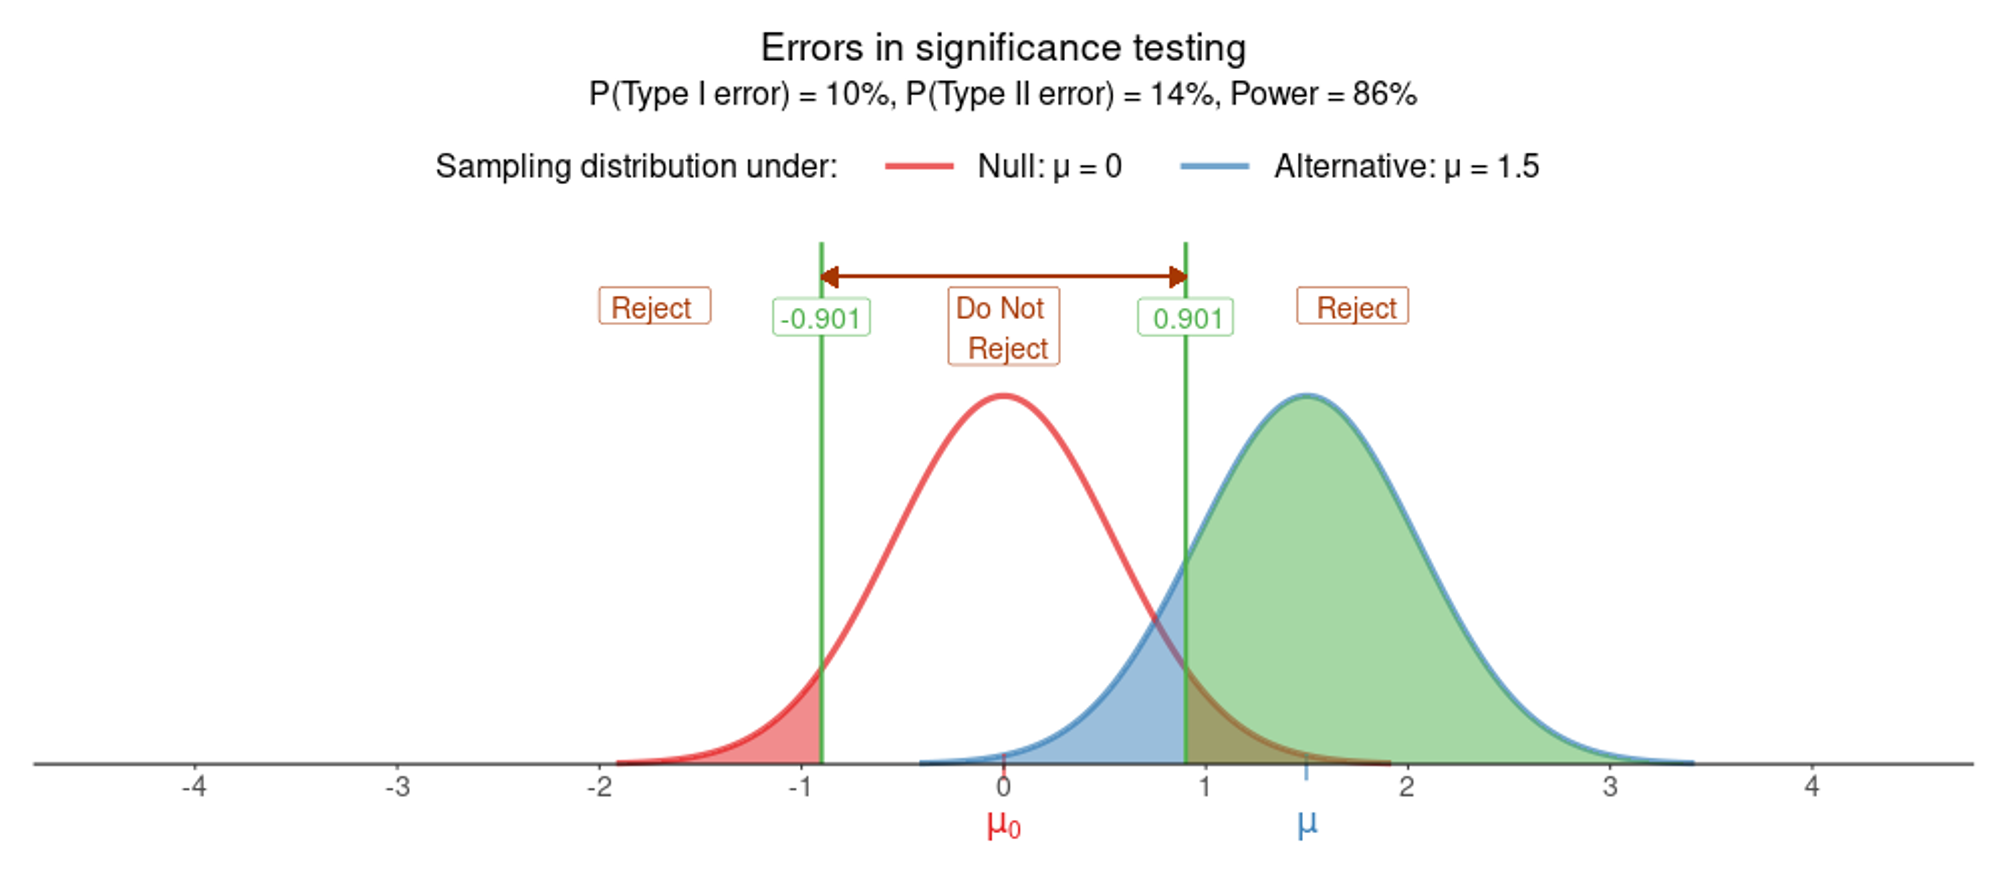 Errors in significance testing
P(Type I error) = 10%, P(Type II error) = 14%, Power = 86%
Sampling distribution under: Null: μ = 0 Alternative: μ = 1.5
Reject
-0.901
Do Not
Reject
0.901
Reject
-4 -3 -2 -1 0 1 2 3 4
μ₀ μ